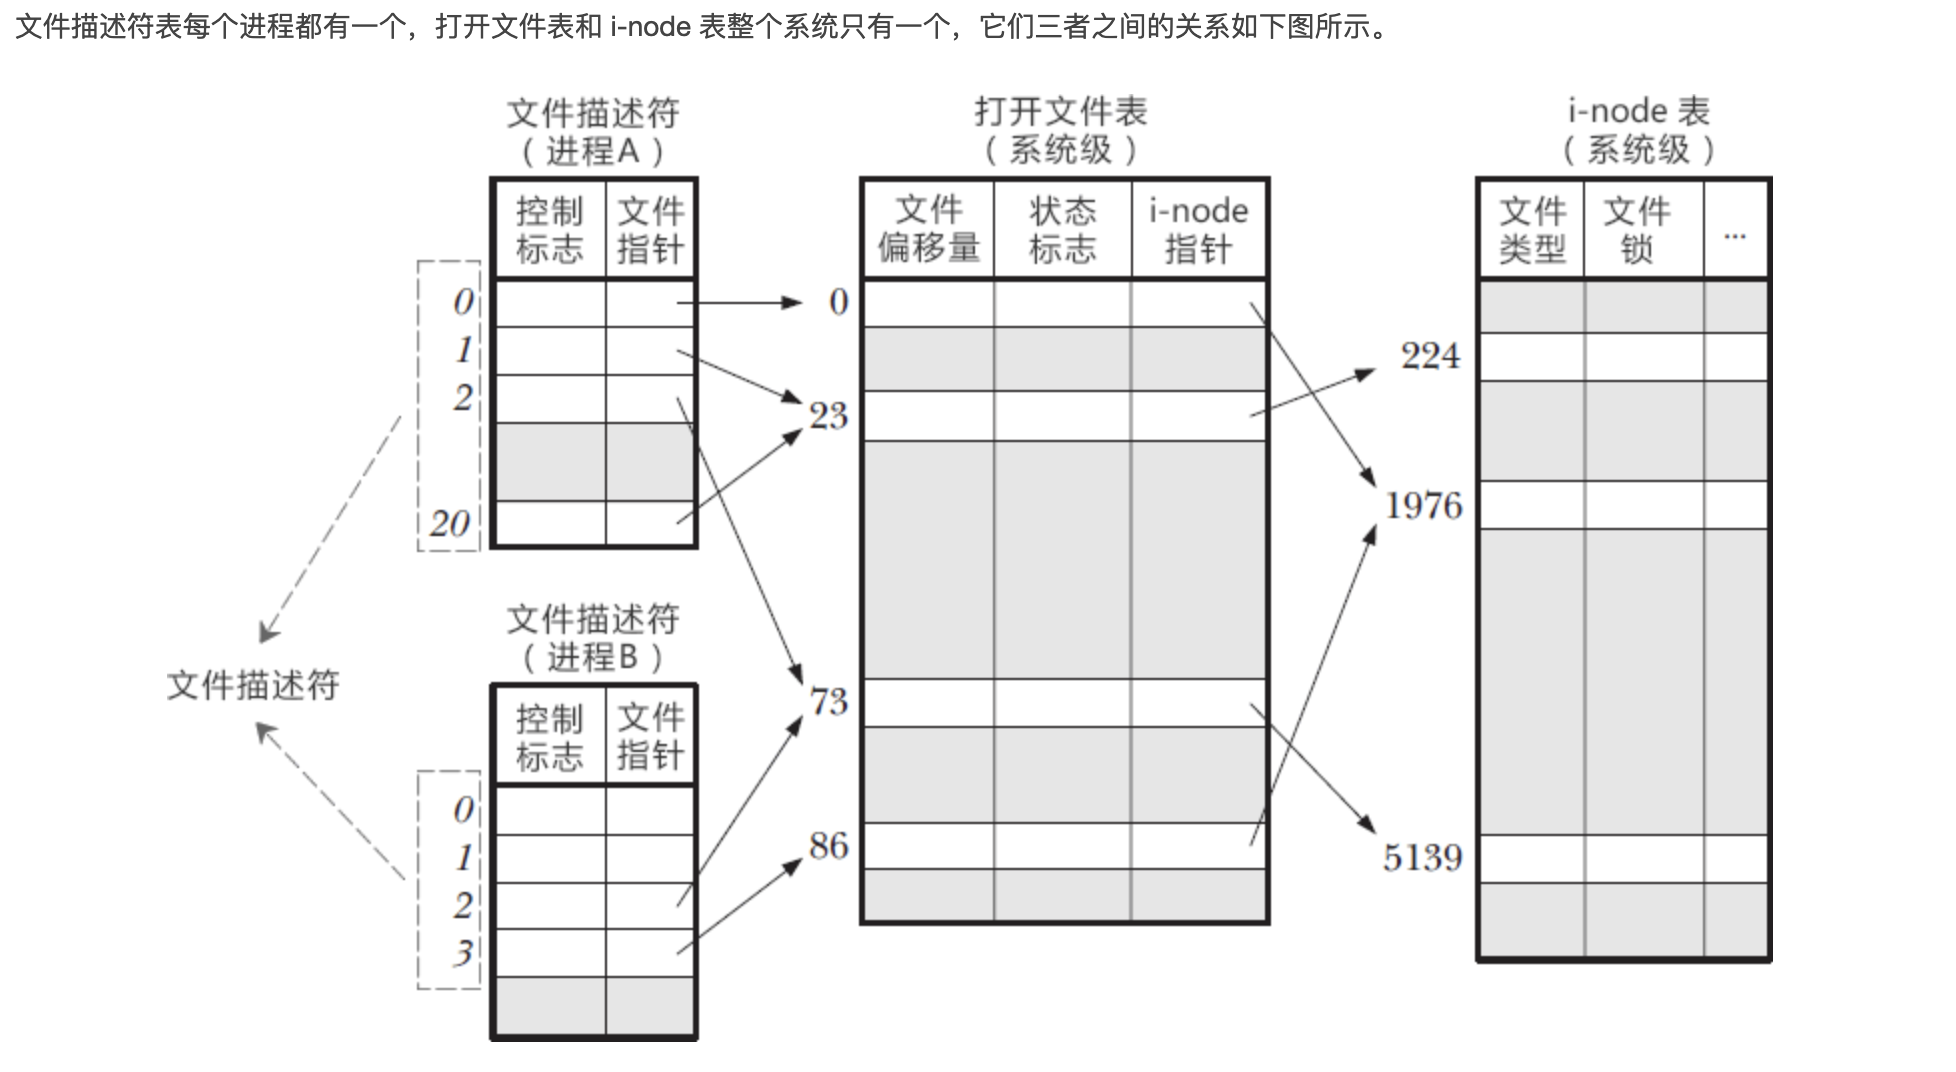 文件描述符表每个进程都有一个，打开文件表和 i-node 表整个系统只有一个，它们三者之间的关系如下图所示。
文件描述符
（进程A）
控制
标志
文件
指针
0
1
2
20
文件描述符
文件描述符
（进程B）
控制
标志
文件
指针
0
1
2
3
打开文件表
（系统级）
文件
偏移量
状态
标志
i-node
指针
0
23
73
86
i-node 表
（系统级）
文件
类型
文件
锁
...
224
1976
5139